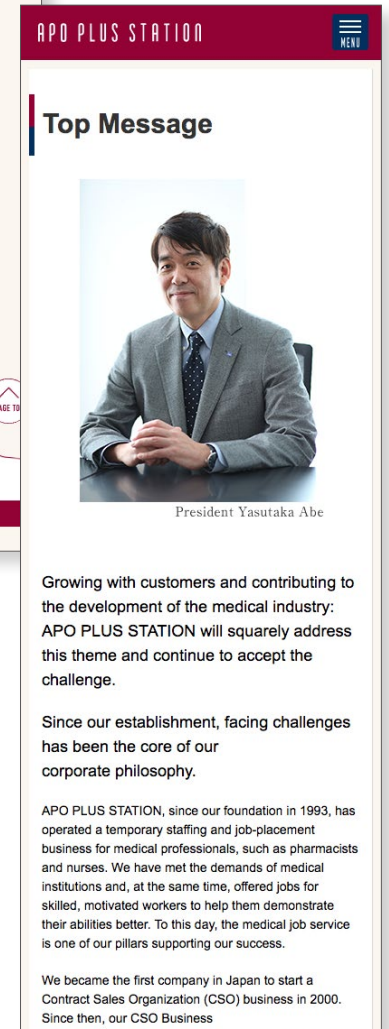 APO PLUS STATION
MENU
Top Message
President Yasutaka Abe
Growing with customers and contributing to
the development of the medical industry:
APO PLUS STATION will squarely address
this theme and continue to accept the
challenge.
Since our establishment, facing challenges
has been the core of our
corporate philosophy.
APO PLUS STATION, since our foundation in 1993, has
operated a temporary staffing and job-placement
business for medical professionals, such as pharmacists
and nurses. We have met the demands of medical
institutions and, at the same time, offered jobs for
skilled, motivated workers to help them demonstrate
their abilities better. To this day, the medical job service
is one of our pillars supporting our success.
We became the first company in Japan to start a
Contract Sales Organization (CSO) business in 2000.
Since then, our CSO Business